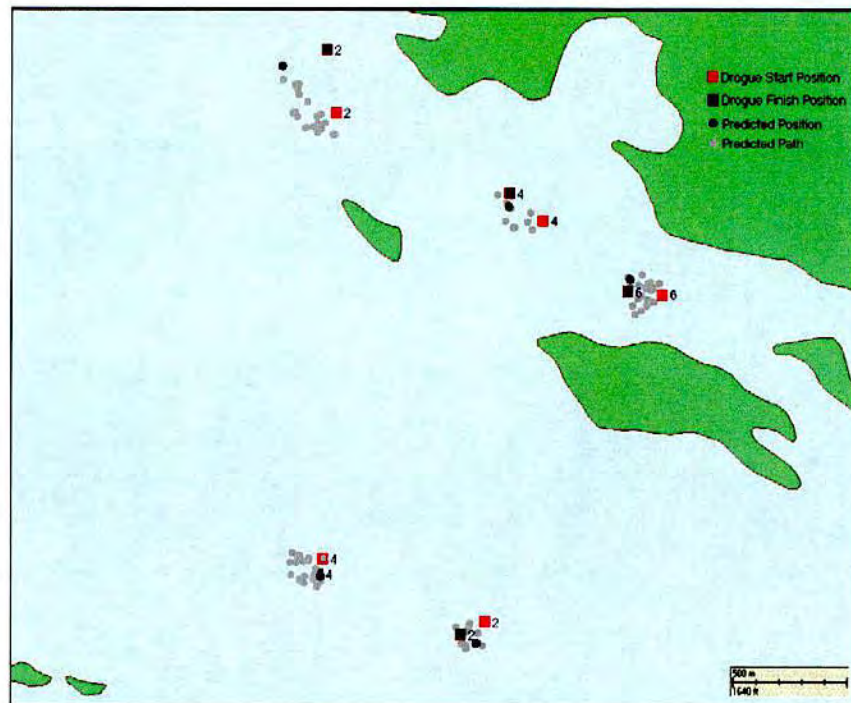 2
Drogue Start Position
Drogue Finish Position
2
Predicted Position
Predicted Path
4
4
6
6
4
4
2
2
500 m
1640 ft